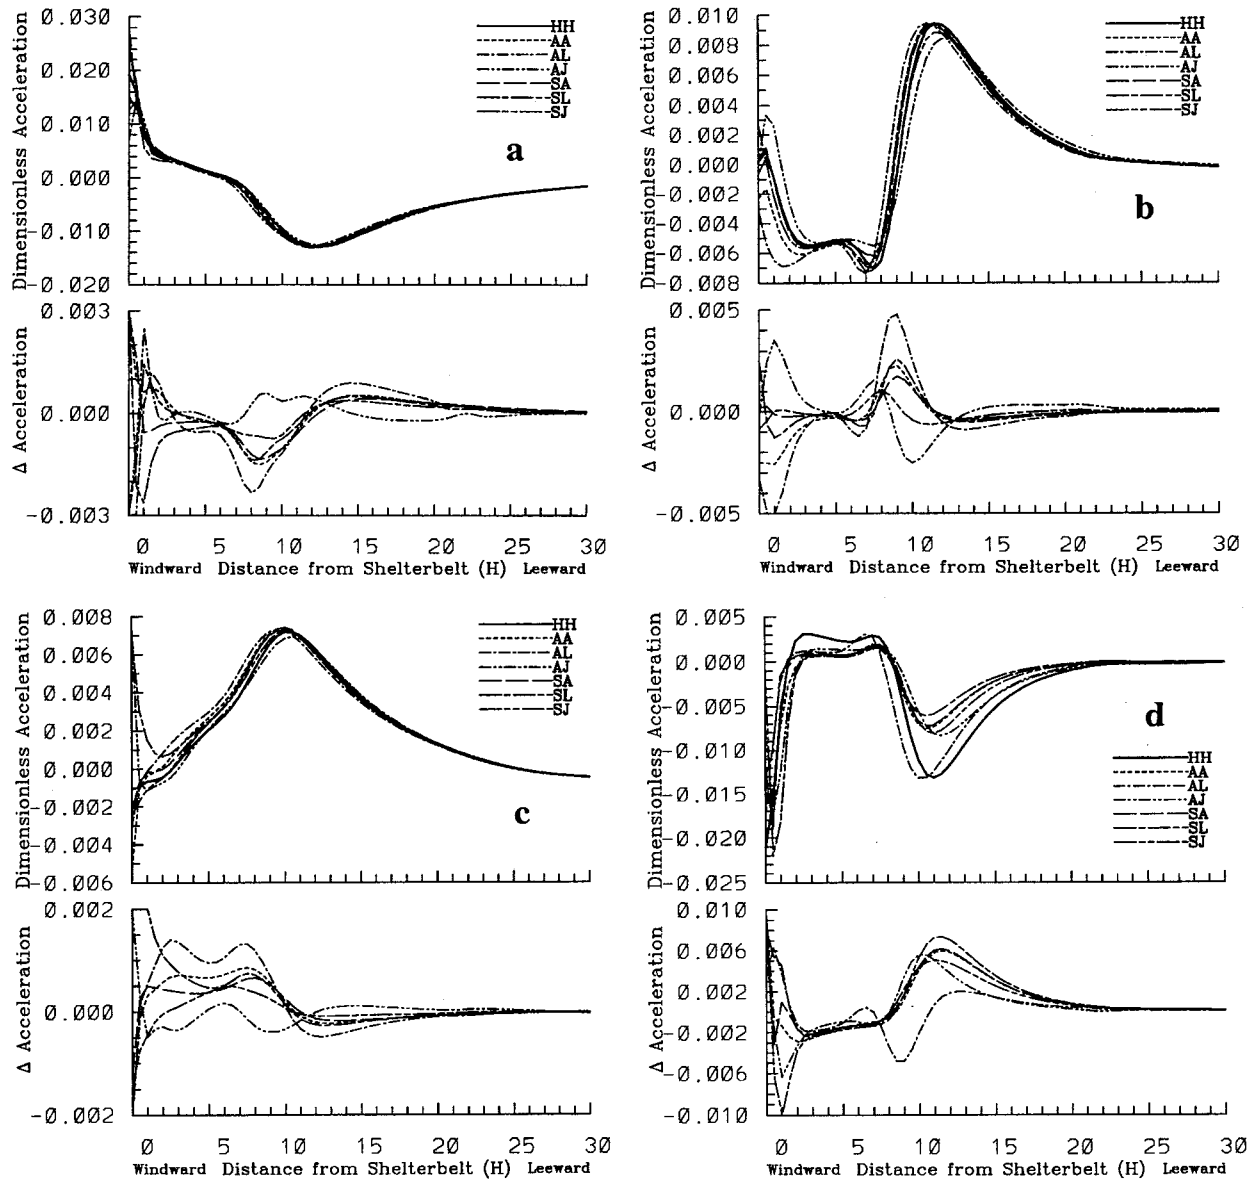 Dimensionless Acceleration
0.030
0.020
0.010
0.000
-0.010
-0.020
HH
AA
AL
AJ
SA
SL
SJ
a
Δ Acceleration
0.003
0.000
-0.003
0 5 10 15 20 25 30
Windward Distance from Shelterbelt (H) Leeward
Dimensionless Acceleration
0.010
0.008
0.006
0.004
0.002
0.000
-0.002
-0.004
-0.006
-0.008
HH
AA
AL
AJ
SA
SL
SJ
b
Δ Acceleration
0.005
0.000
-0.005
0 5 10 15 20 25 30
Windward Distance from Shelterbelt (H) Leeward
Dimensionless Acceleration
0.008
0.006
0.004
0.002
0.000
-0.002
-0.004
-0.006
HH
AA
AL
AJ
SA
SL
SJ
c
Δ Acceleration
0.002
0.000
-0.002
0 5 10 15 20 25 30
Windward Distance from Shelterbelt (H) Leeward
Dimensionless Acceleration
0.005
0.000
-0.005
-0.010
-0.015
-0.020
-0.025
d
HH
AA
AL
AJ
SA
SL
SJ
Δ Acceleration
0.010
0.006
0.002
-0.002
-0.006
-0.010
0 5 10 15 20 25 30
Windward Distance from Shelterbelt (H) Leeward